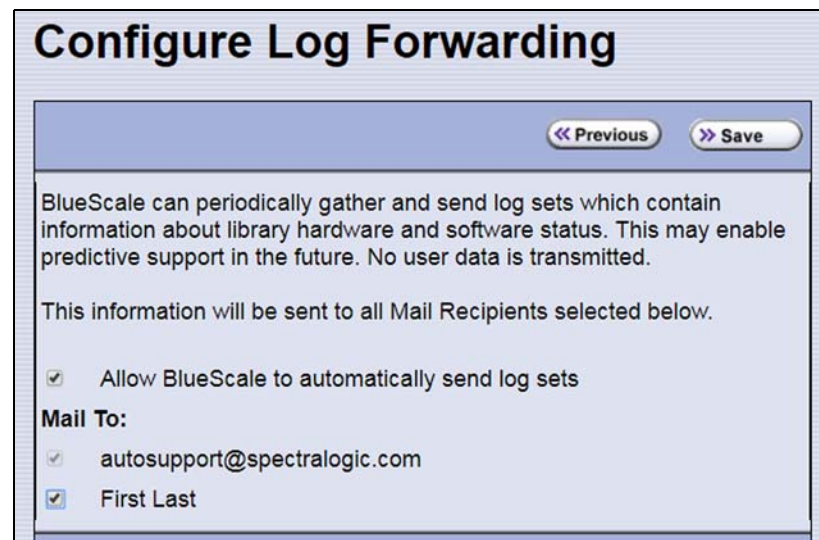 Configure Log Forwarding
Previous
Save
BlueScale can periodically gather and send log sets which contain
information about library hardware and software status. This may enable
predictive support in the future. No user data is transmitted.
This information will be sent to all Mail Recipients selected below.
Allow BlueScale to automatically send log sets
Mail To:
autosupport@spectralogic.com
First Last